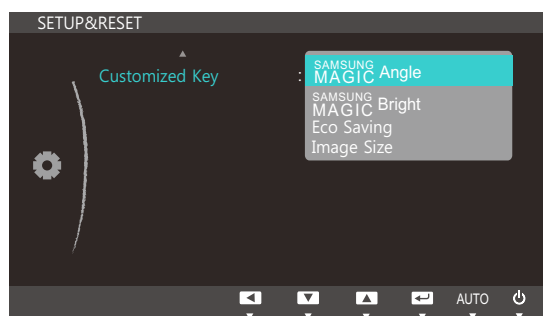 SETUP&RESET
Customized Key : SAMSUNG MAGIC Angle
SAMSUNG MAGIC Bright
Eco Saving
Image Size
AUTO